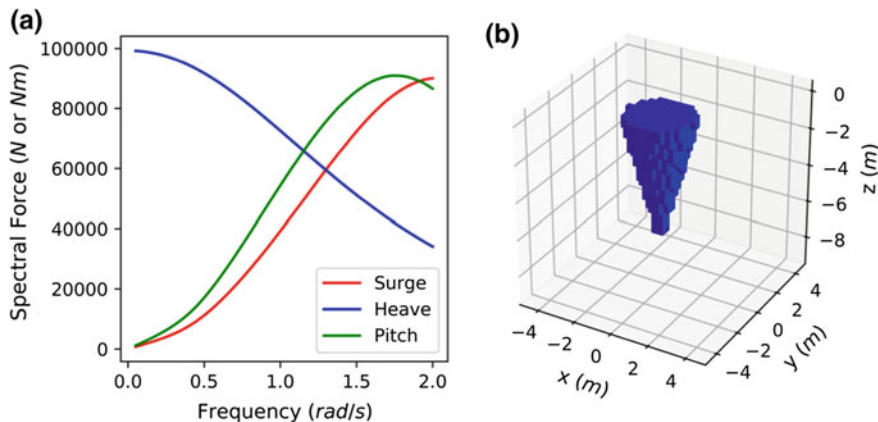 (a)
100000
80000
60000
40000
20000
0
Spectral Force (N or Nm)
Surge
Heave
Pitch
0.0 0.5 1.0 1.5 2.0
Frequency (rad/s)
(b)
0
−2
−4
−6
−8
z (m)
−4 −2 0 2 4
x (m)
−4 −2 0 2 4
y (m)